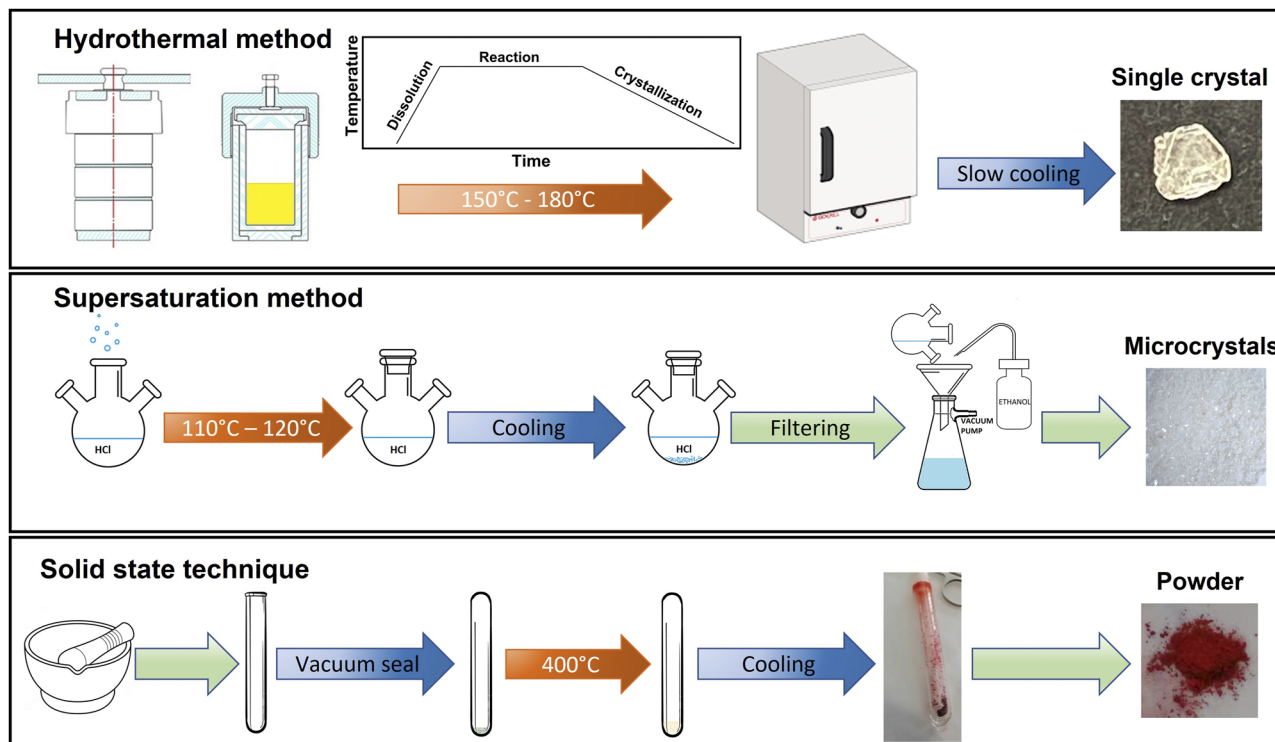 Hydrothermal method
Temperature
Dissolution
Reaction
Crystallization
Time
150°C - 180°C
Slow cooling
Single crystal
Supersaturation method
HCl
110°C – 120°C
HCl
Cooling
HCl
Filtering
ETHANOL
VACUUM
PUMP
Microcrystals
Solid state technique
Vacuum seal
400°C
Cooling
Powder